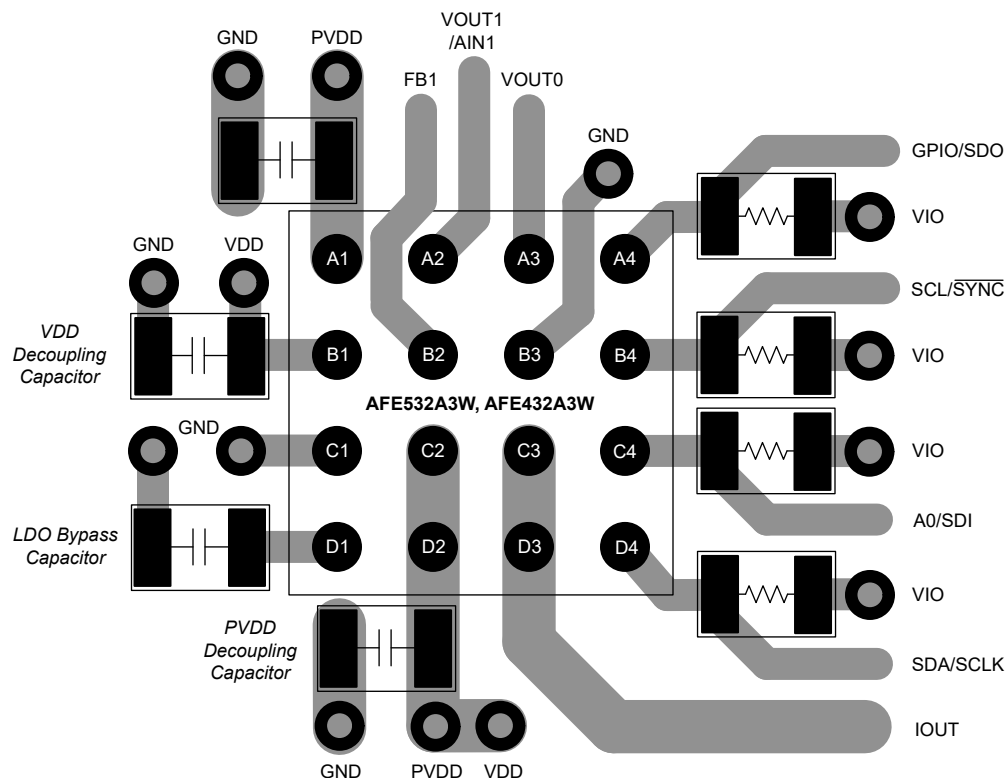 VOUT1
/AIN1
GND
PVDD
FB1
VOUT0
GND
GPIO/SDO
VIO
A1
A2
A3
A4
GND
VDD
SCL/SYNC
VDD
Decoupling
Capacitor
B1
B2
B3
B4
VIO
AFE532A3W, AFE432A3W
GND
C1
C2
C3
C4
VIO
LDO Bypass
Capacitor
D1
D2
D3
D4
A0/SDI
VIO
PVDD
Decoupling
Capacitor
SDA/SCLK
IOUT
GND
PVDD
VDD